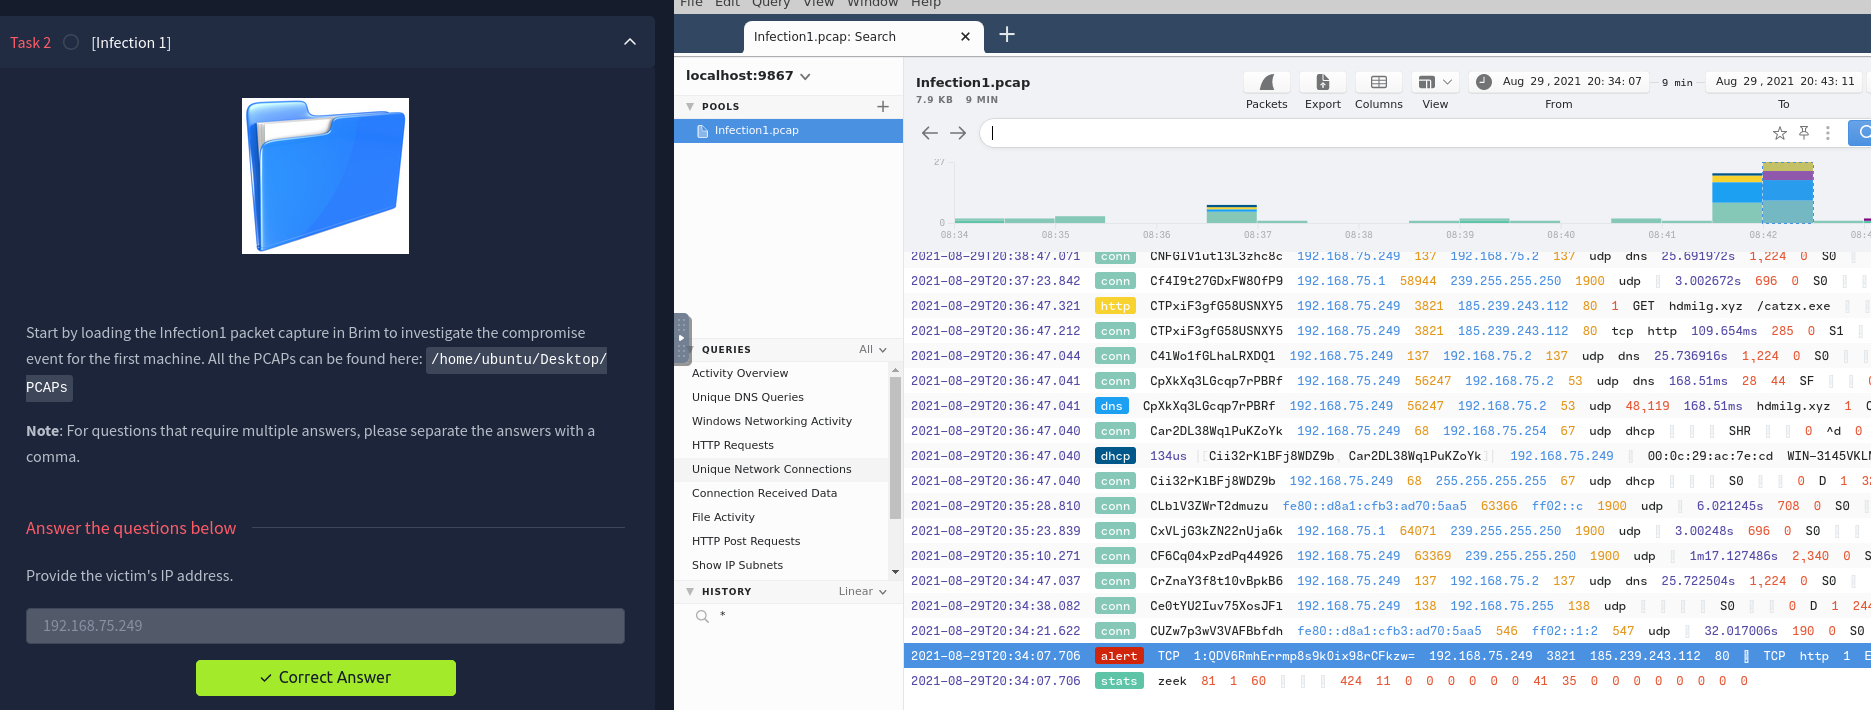 Task 2 [Infection 1]
Start by loading the Infection1 packet capture in Brim to investigate the compromise
event for the first machine. All the PCAPs can be found here: /home/ubuntu/Desktop/
PCAPs
Note: For questions that require multiple answers, please separate the answers with a
comma.
Answer the questions below
Provide the victim's IP address.
192.168.75.249
✓ Correct Answer
File Edit Query View Window Help
Infection1.pcap: Search
localhost:9867
POOLS
Infection1.pcap
QUERIES All
Activity Overview
Unique DNS Queries
Windows Networking Activity
HTTP Requests
Unique Network Connections
Connection Received Data
File Activity
HTTP Post Requests
Show IP Subnets
HISTORY Linear
*
Infection1.pcap
7.9 KB 9 MIN
Packets Export Columns View
Aug 29, 2021 20:34:07 9 min Aug 29, 2021 20:43:11
From To
27
0
08:34 08:35 08:36 08:37 08:38 08:39 08:40 08:41 08:42
2021-08-29T20:38:47.071 conn CNFGlV1utl3L3zhc8c 192.168.75.249 137 192.168.75.2 137 udp dns 25.691972s 1,224 0 S0
2021-08-29T20:37:23.842 conn Cf4I9t27GDxFW8OfP9 192.168.75.1 58944 239.255.255.250 1900 udp 3.002672s 696 0 S0
2021-08-29T20:36:47.321 http CTPxiF3gfG58USNXY5 192.168.75.249 3821 185.239.243.112 80 1 GET hdmilg.xyz /catzx.exe
2021-08-29T20:36:47.212 conn CTPxiF3gfG58USNXY5 192.168.75.249 3821 185.239.243.112 80 tcp http 109.654ms 285 0 S1
2021-08-29T20:36:47.044 conn C4lWo1fGLhaLRXDQ1 192.168.75.249 137 192.168.75.2 137 udp dns 25.736916s 1,224 0 S0
2021-08-29T20:36:47.041 conn CpXkXq3LGcqp7rPBRf 192.168.75.249 56247 192.168.75.2 53 udp dns 168.51ms 28 44 SF
2021-08-29T20:36:47.041 dns CpXkXq3LGcqp7rPBRf 192.168.75.249 56247 192.168.75.2 53 udp 48,119 168.51ms hdmilg.xyz 1
2021-08-29T20:36:47.040 conn Car2DL38WqlPuKZoYk 192.168.75.249 68 192.168.75.254 67 udp dhcp SHR 0 ^d 0
2021-08-29T20:36:47.040 dhcp 134us Cii32rKlBFj8WDZ9b, Car2DL38WqlPuKZoYk 192.168.75.249 00:0c:29:ac:7e:cd WIN-3145VKL
2021-08-29T20:36:47.040 conn Cii32rKlBFj8WDZ9b 192.168.75.249 68 255.255.255.255 67 udp dhcp S0 0 D 1
2021-08-29T20:35:28.810 conn CLblV3ZWrT2dmuzu fe80::d8a1:cfb3:ad70:5aa5 63366 ff02::c 1900 udp 6.021245s 708 0 S0
2021-08-29T20:35:23.839 conn CxVLjG3kZN22nUja6k 192.168.75.1 64071 239.255.255.250 1900 udp 3.00248s 696 0 S0
2021-08-29T20:35:10.271 conn CF6Cq04xPzdPq44926 192.168.75.249 63369 239.255.255.250 1900 udp 1m17.127486s 2,340 0
2021-08-29T20:34:47.037 conn CrZnaY3f8t10vBpkB6 192.168.75.249 137 192.168.75.2 137 udp dns 25.722504s 1,224 0 S0
2021-08-29T20:34:38.082 conn Ce0tYU2Iuv75XosJFl 192.168.75.249 138 192.168.75.255 138 udp S0 0 D 1 244
2021-08-29T20:34:21.622 conn CUZw7p3wV3VAFBbfdh fe80::d8a1:cfb3:ad70:5aa5 546 ff02::1:2 547 udp 32.017006s 190 0 S0
2021-08-29T20:34:07.706 alert TCP 1:QDV6RmhErrmp8s9k0ix98rCFkzw= 192.168.75.249 3821 185.239.243.112 80 TCP http 1
2021-08-29T20:34:07.706 stats zeek 81 1 60 424 11 0 0 0 0 0 0 41 35 0 0 0 0 0 0 0 0